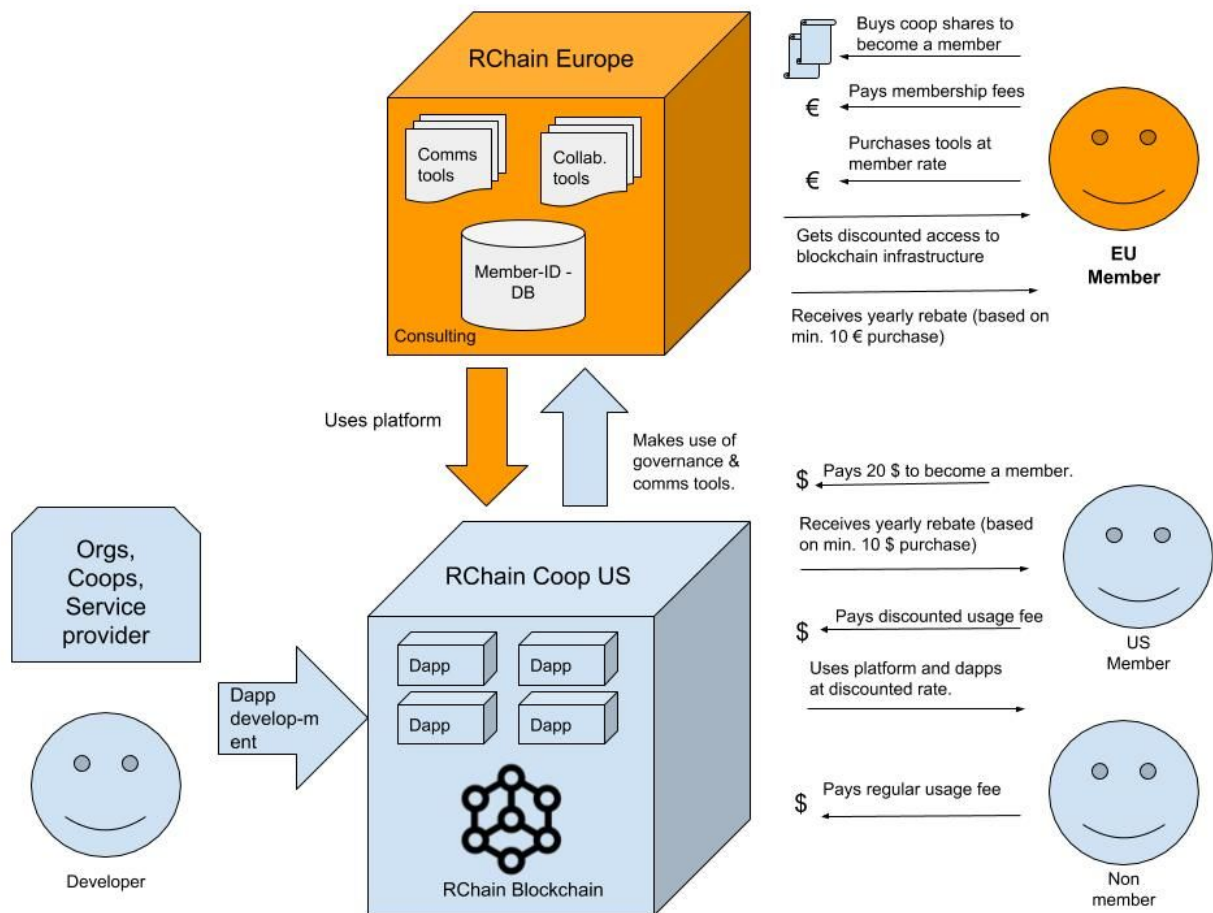 RChain Europe
Comms
tools
Collab.
tools
Member-ID -
DB
Consulting
Buys coop shares to
become a member
€
Pays membership fees
Purchases tools at
member rate
€
Gets discounted access to
blockchain infrastructure
Receives yearly rebate (based on
min. 10 € purchase)
EU
Member
Uses platform
Makes use of
governance &
comms tools.
Orgs,
Coops,
Service
provider
Dapp
develop-m
ent
Developer
RChain Coop US
Dapp
Dapp
Dapp
Dapp
RChain Blockchain
$
Pays 20 $ to become a member.
Receives yearly rebate (based
on min. 10 $ purchase)
$
Pays discounted usage fee
Uses platform and dapps
at discounted rate.
US
Member
$
Pays regular usage fee
Non
member